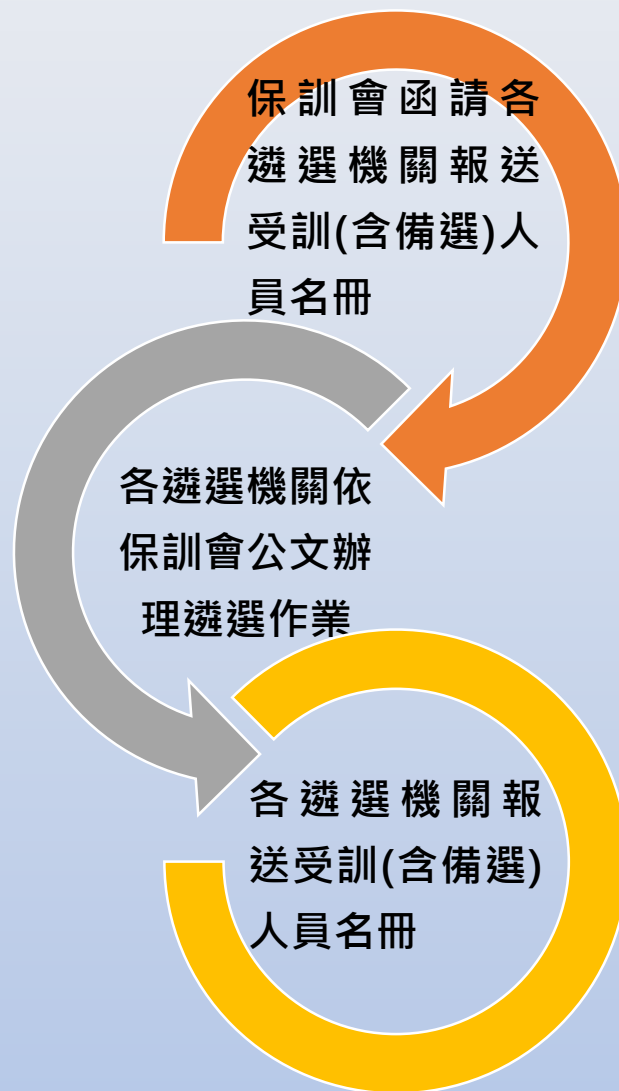 保訓會函請各
遴選機關報送
受訓(含備選)人
員名冊
各遴選機關依
保訓會公文辦
理遴選作業
各遴選機關報
送受訓(含備選)
人員名冊